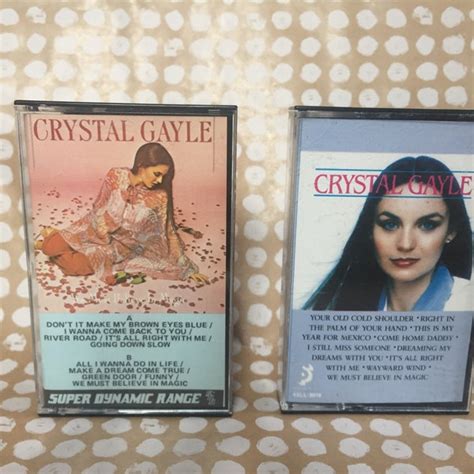 CRYSTAL GAYLE
A
DON'T IT MAKE MY BROWN EYES BLUE /
I WANNA COME BACK TO YOU /
RIVER ROAD / IT'S ALL RIGHT WITH ME /
GOING DOWN SLOW
B
ALL I WANNA DO IN LIFE /
MAKE A DREAM COME TRUE /
GREEN DOOR / FUNNY /
WE MUST BELIEVE IN MAGIC
SUPER DYNAMIC RANGE
CRYSTAL GAYLE
YOUR OLD COLD SHOULDER • RIGHT IN
THE PALM OF YOUR HAND • THIS IS MY
YEAR FOR MEXICO • COME HOME DADDY •
I STILL MISS SOMEONE • DREAMING MY
DREAMS WITH YOU • IT'S ALL RIGHT
WITH ME • WAYWARD WIND •
WE MUST BELIEVE IN MAGIC